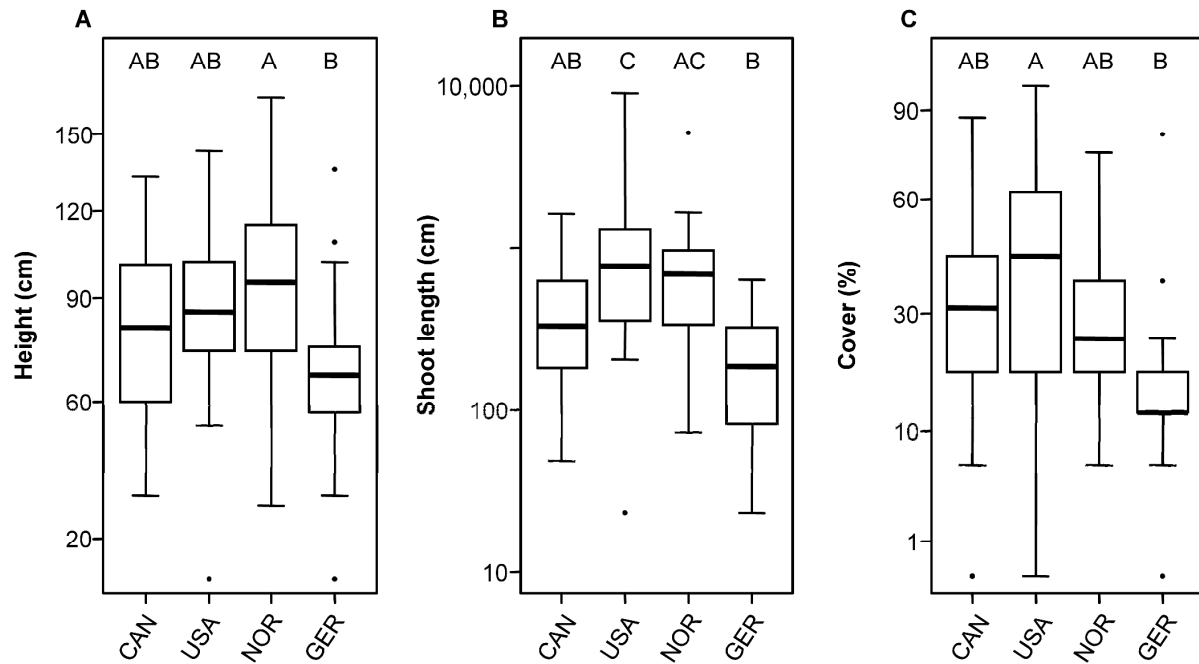 A
AB AB A B
150
120
90
60
20
Height (cm)
CAN USA NOR GER
B
AB C AC B
10,000
100
10
Shoot length (cm)
CAN USA NOR GER
C
AB A AB B
90
60
30
10
1
Cover (%)
CAN USA NOR GER